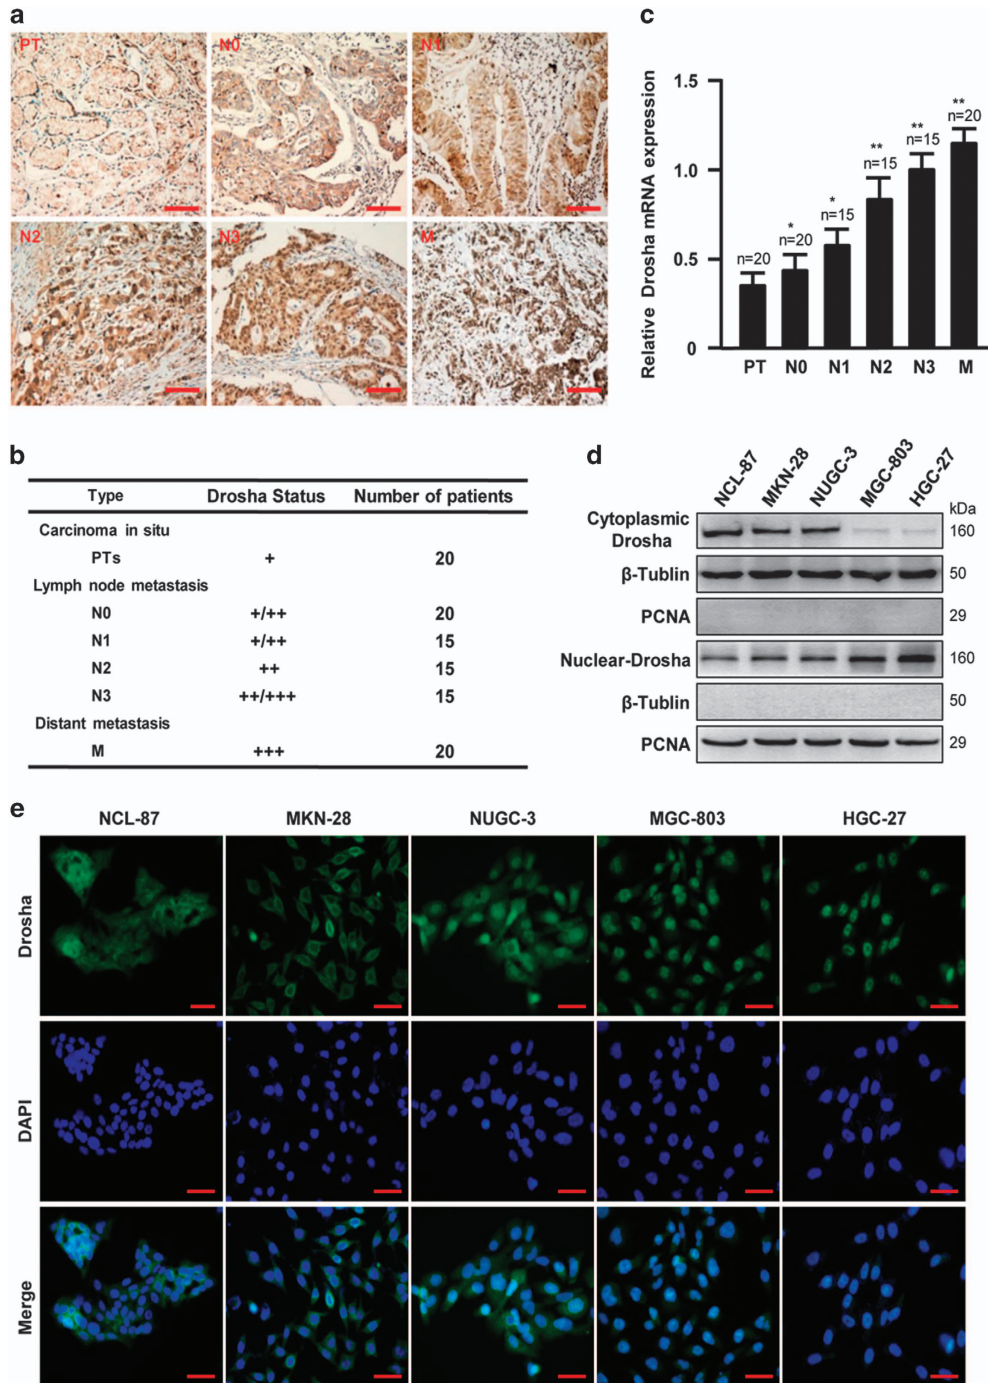 a
PT
N0
N1
N2
N3
M
c
Relative Drosha mRNA expression
1.5
1.0
0.5
0
n=20
*
n=20
*
n=15
**
n=15
**
n=15
**
n=20
PT N0 N1 N2 N3 M
b
Type Drosha Status Number of patients
Carcinoma in situ
PTs + 20
Lymph node metastasis
N0 +/++ 20
N1 +/++ 15
N2 ++ 15
N3 ++/+++ 15
Distant metastasis
M +++ 20
d
NCL-87 MKN-28 NUGC-3 MGC-803 HGC-27
kDa
Cytoplasmic
Drosha 160
β-Tublin 50
PCNA 29
Nuclear-Drosha 160
β-Tublin 50
PCNA 29
e
NCL-87 MKN-28 NUGC-3 MGC-803 HGC-27
Drosha
DAPI
Merge